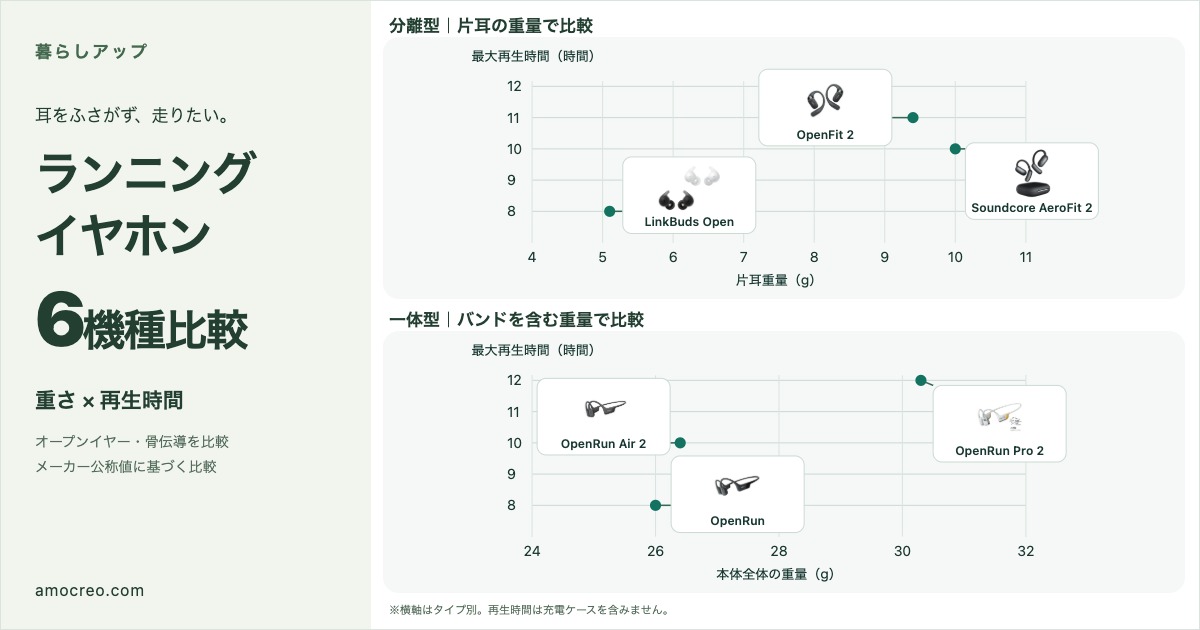 暮らしアップ
耳をふさがず、走りたい。
ランニング
イヤホン
6機種比較
重さ × 再生時間
オープンイヤー・骨伝導を比較
メーカー公称値に基づく比較
amocreo.com
分離型｜片耳の重量で比較
最大再生時間（時間）
12
11
10
9
8
OpenFit 2
Soundcore AeroFit 2
LinkBuds Open
4 5 6 7 8 9 10 11
片耳重量（g）
一体型｜バンドを含む重量で比較
最大再生時間（時間）
12
11
10
9
8
OpenRun Air 2
OpenRun Pro 2
OpenRun
24 26 28 30 32
本体全体の重量（g）
※横軸はタイプ別。再生時間は充電ケースを含みません。